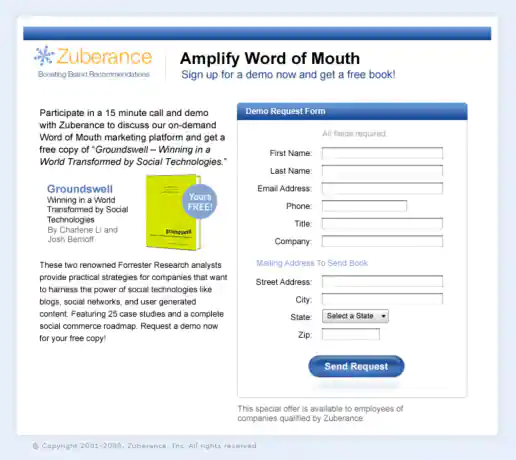 Zuberance
Boosting Brand Recommendations
Amplify Word of Mouth
Sign up for a demo now and get a free book!
Participate in a 15 minute call and demo
with Zuberance to discuss our on-demand
Word of Mouth marketing platform and get a
free copy of “Groundswell – Winning in a
World Transformed by Social Technologies.”
Groundswell
Winning in a World
Transformed by Social
Technologies
By Charlene Li and
Josh Bernoff
Yours
FREE!
groundswell
These two renowned Forrester Research analysts
provide practical strategies for companies that want
to harness the power of social technologies like
blogs, social networks, and user generated
content. Featuring 25 case studies and a complete
social commerce roadmap. Request a demo now
for your free copy!
Demo Request Form
All fields required
First Name:
Last Name:
Email Address:
Phone:
Title:
Company:
Mailing Address To Send Book
Street Address:
City:
State: Select a State
Zip:
Send Request
This special offer is available to employees of
companies qualified by Zuberance.
© Copyright 2001-2008, Zuberance, Inc. All rights reserved